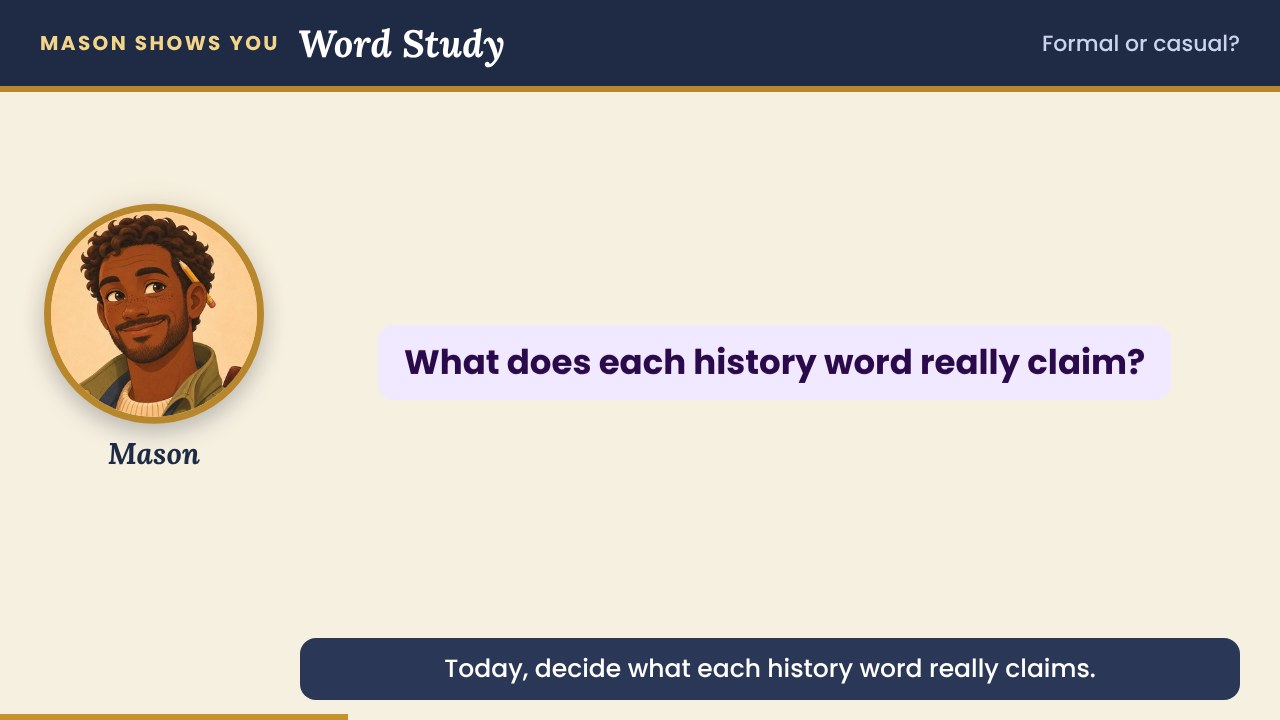 MASON SHOWS YOU Word Study
Formal or casual?
What does each history word really claim?
Mason
Today, decide what each history word really claims.